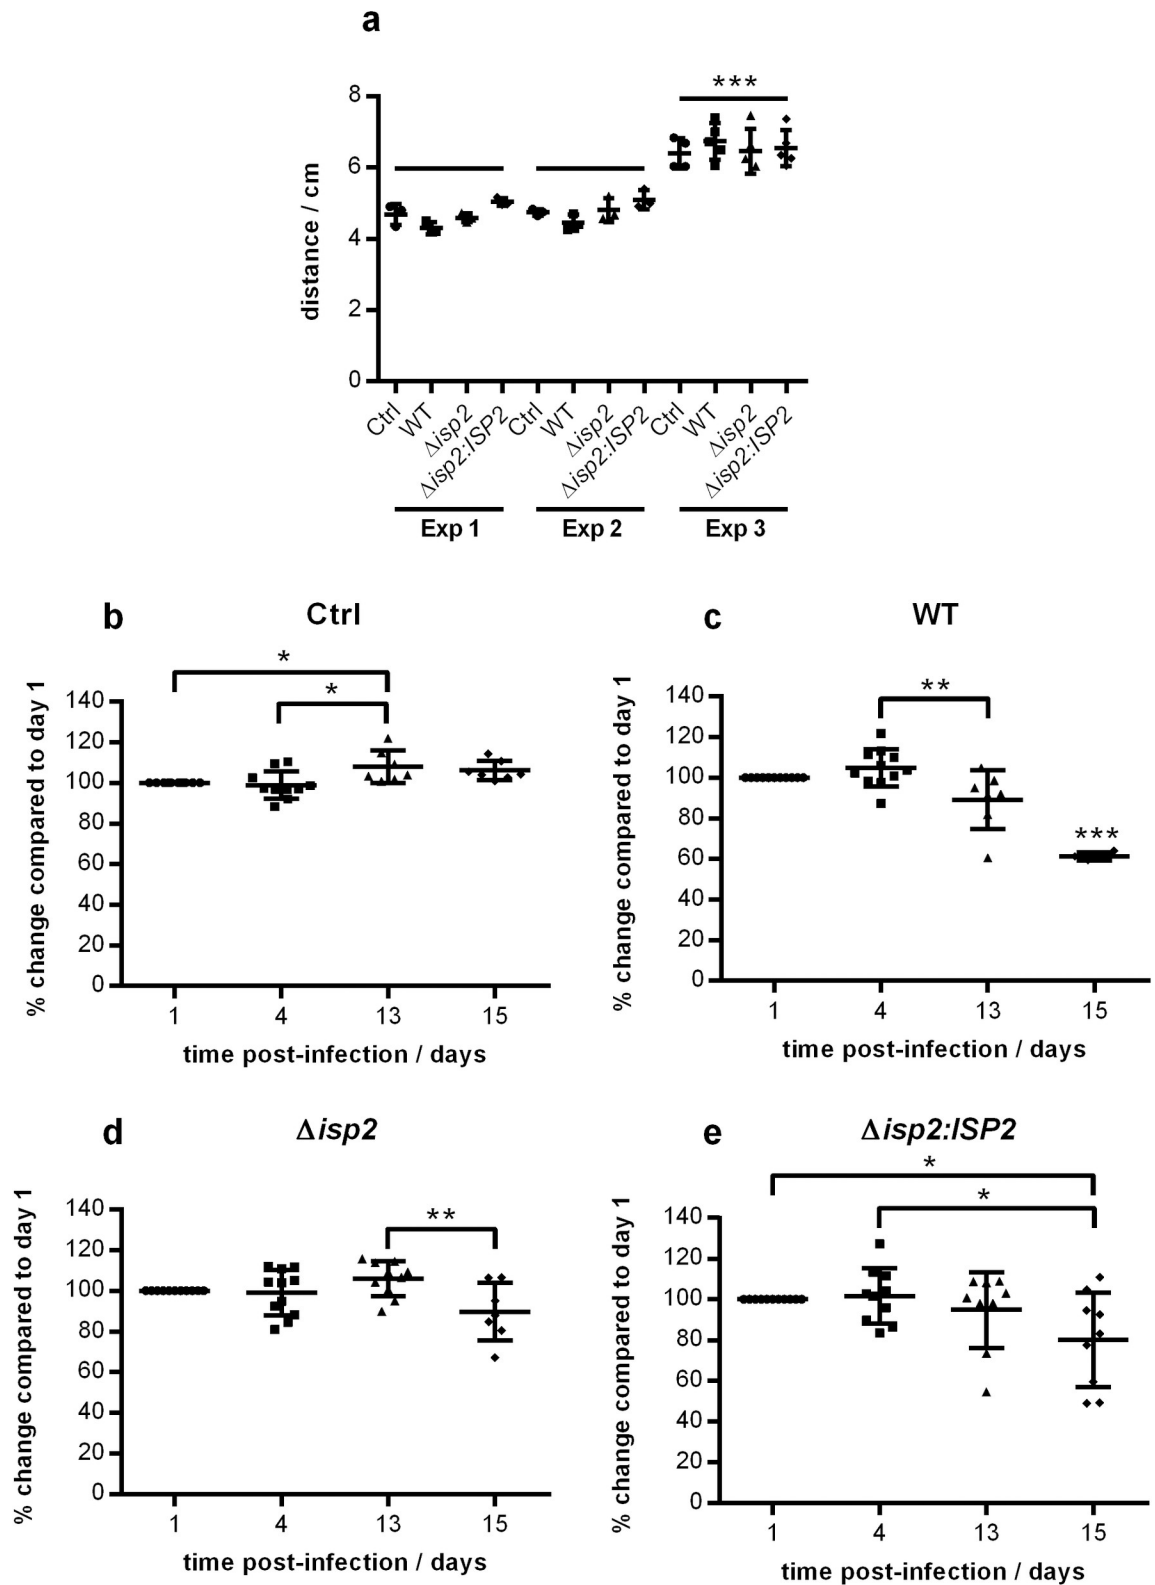 a
***
distance / cm
8
6
4
2
0
Ctrl
WT
Δisp2
Δisp2:ISP2
Ctrl
WT
Δisp2
Δisp2:ISP2
Ctrl
WT
Δisp2
Δisp2:ISP2
Exp 1
Exp 2
Exp 3
b
Ctrl
*
*
% change compared to day 1
140
120
100
80
60
40
20
0
1 4 13 15
time post-infection / days
c
WT
**
***
% change compared to day 1
140
120
100
80
60
40
20
0
1 4 13 15
time post-infection / days
d
Δisp2
**
% change compared to day 1
140
120
100
80
60
40
20
0
1 4 13 15
time post-infection / days
e
Δisp2:ISP2
*
*
% change compared to day 1
140
120
100
80
60
40
20
0
1 4 13 15
time post-infection / days